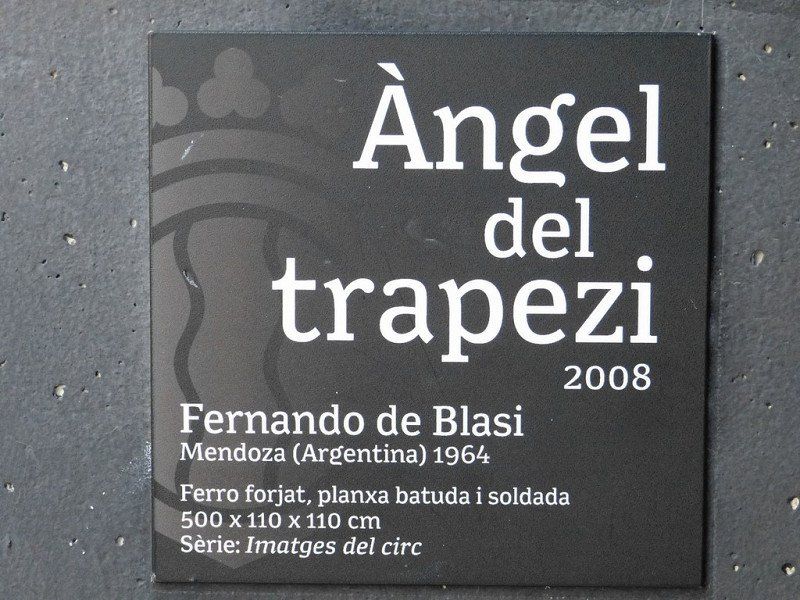 Àngel
del
trapezi
2008
Fernando de Blasi
Mendoza (Argentina) 1964
Ferro forjat, planxa batuda i soldada
500 x 110 x 110 cm
Sèrie: Imatges del circ